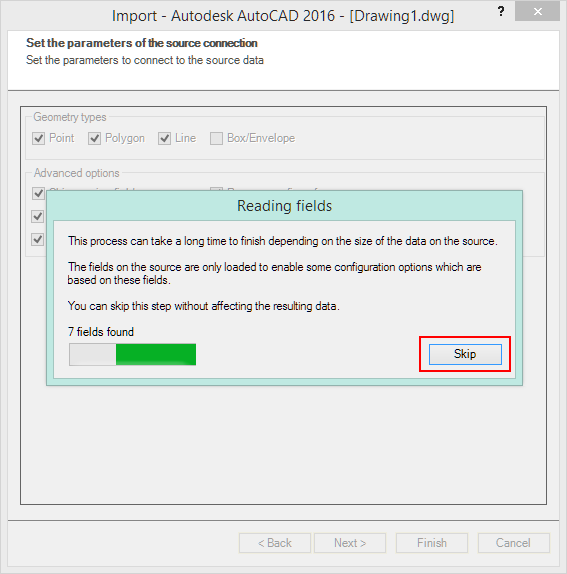 Import - Autodesk AutoCAD 2016 - [Drawing1.dwg]
?
Set the parameters of the source connection
Set the parameters to connect to the source data
Geometry types
Point Polygon Line Box/Envelope
Advanced options
Reading fields
This process can take a long time to finish depending on the size of the data on the source.
The fields on the source are only loaded to enable some configuration options which are
based on these fields.
You can skip this step without affecting the resulting data.
7 fields found
Skip
< Back Next > Finish Cancel